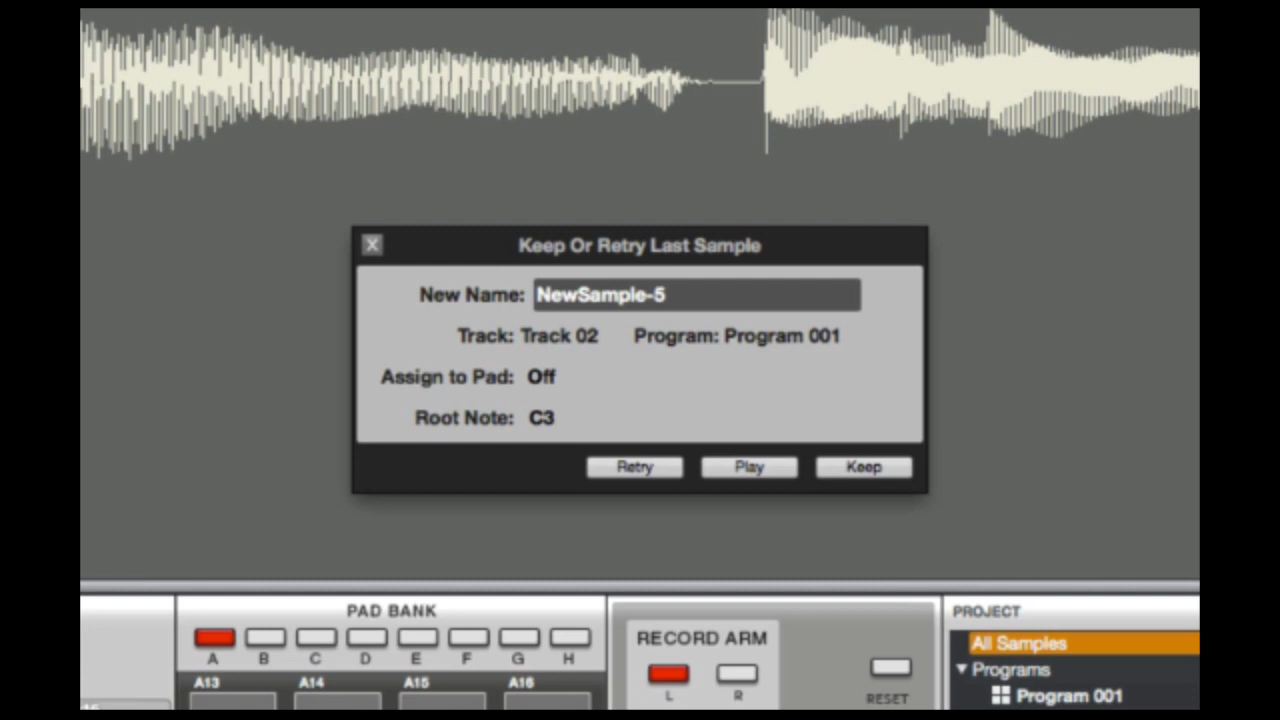 X Keep Or Retry Last Sample
New Name: NewSample-5
Track: Track 02 Program: Program 001
Assign to Pad: Off
Root Note: C3
Retry Play Keep
PAD BANK
A B C D E F G H
A13 A14 A15 A16
RECORD ARM
L R
RESET
PROJECT
All Samples
Programs
Program 001